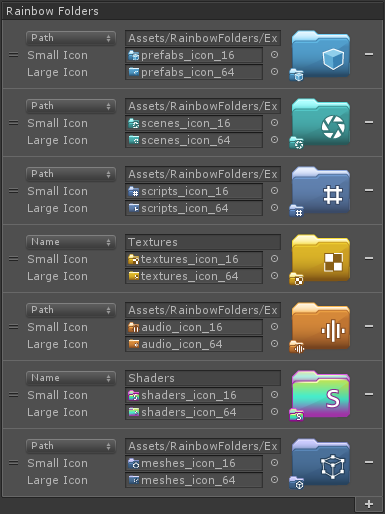 Rainbow Folders
Path Assets/RainbowFolders/Ex
Small Icon prefabs_icon_16
Large Icon prefabs_icon_64
Path Assets/RainbowFolders/Ex
Small Icon scenes_icon_16
Large Icon scenes_icon_64
Path Assets/RainbowFolders/Ex
Small Icon scripts_icon_16
Large Icon scripts_icon_64
Name Textures
Small Icon textures_icon_16
Large Icon textures_icon_64
Path Assets/RainbowFolders/Ex
Small Icon audio_icon_16
Large Icon audio_icon_64
Name Shaders
Small Icon shaders_icon_16
Large Icon shaders_icon_64
S
Path Assets/RainbowFolders/Ex
Small Icon meshes_icon_16
Large Icon meshes_icon_64